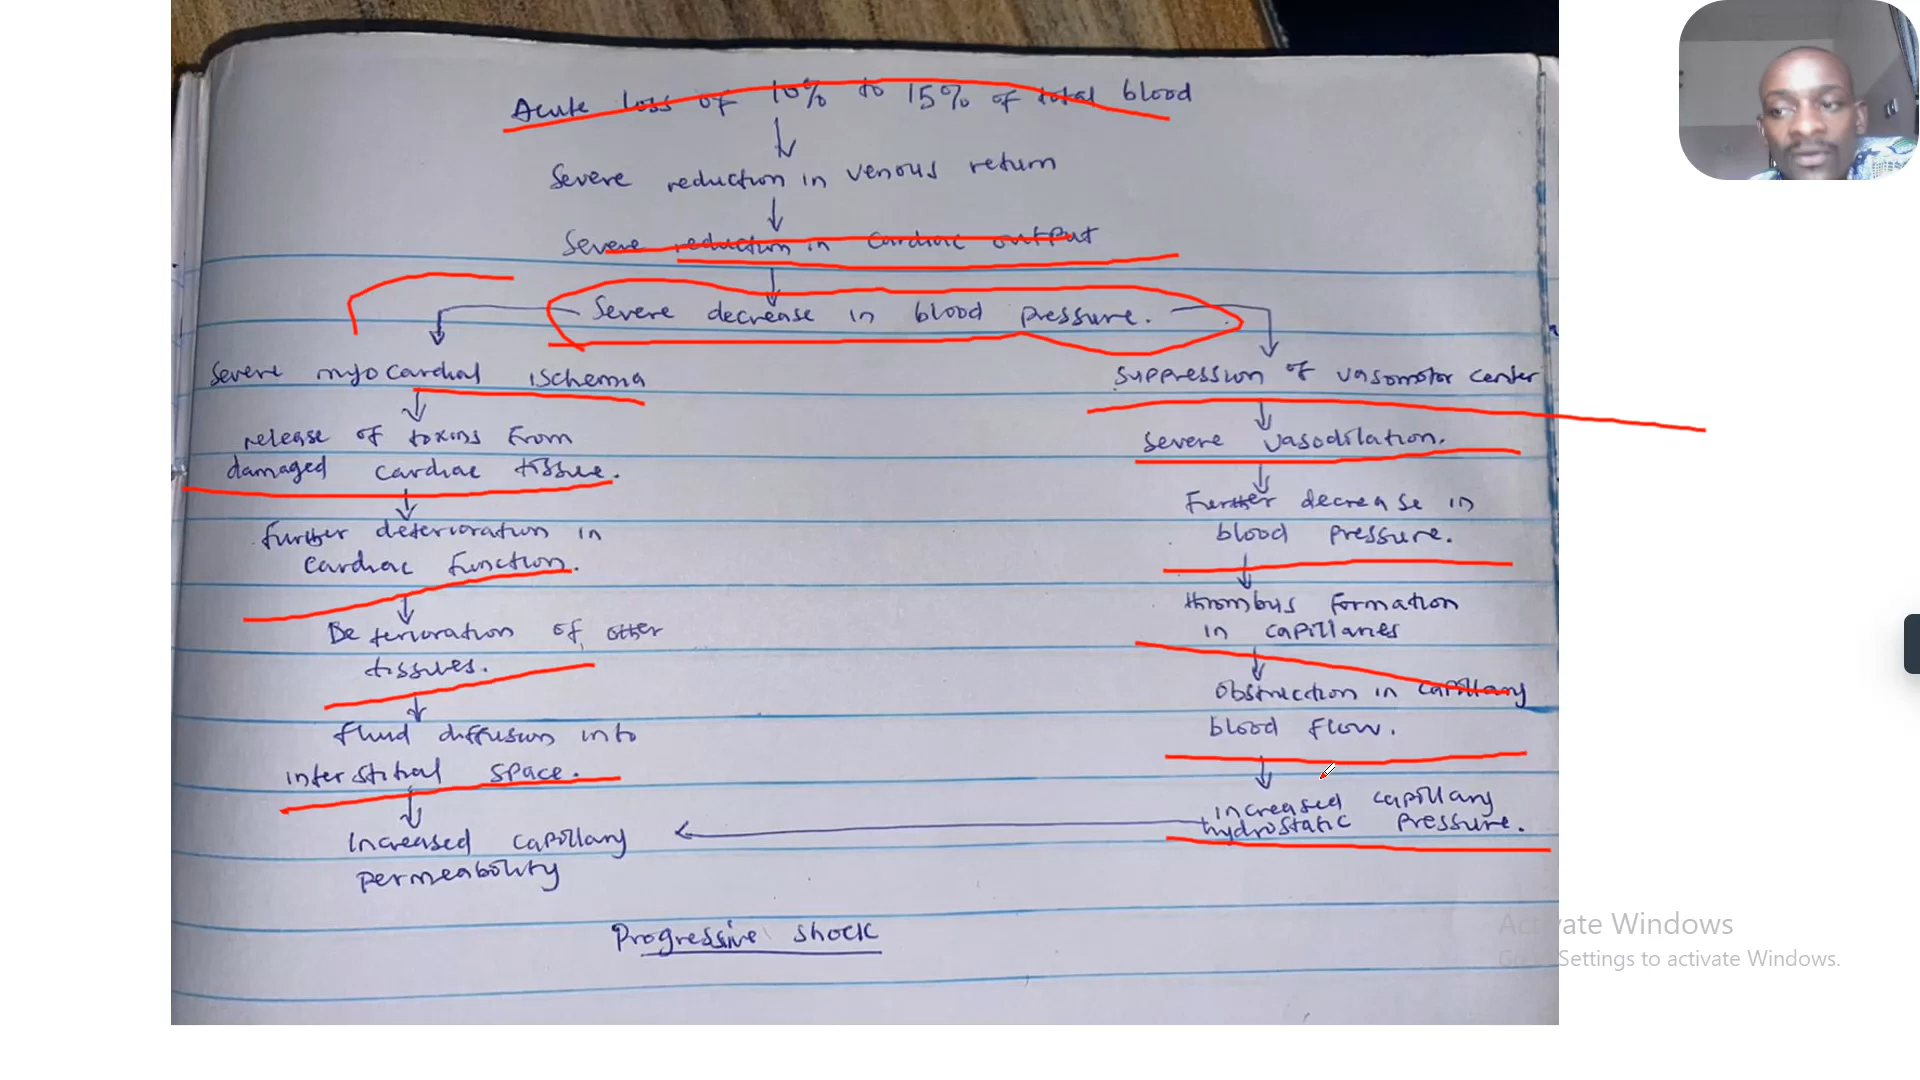 Acute loss of 10% to 15% of total blood
Severe reduction in venous return
Severe reduction in cardiac output
Severe decrease in blood pressure.
Severe myocardial ischemia
release of toxins from
damaged cardiac tissue.
further deterioration in
cardiac function.
Deterioration of other
tissues.
fluid diffusion into
interstitial space.
Increased capillary
permeability
Suppression of vasomotor center
Severe vasodilation.
Further decrease in
blood pressure.
thrombus formation
in capillaries
obstruction in capillary
blood flow.
increased capillary
hydrostatic pressure.
Progressive shock
Activate Windows
Settings to activate Windows.